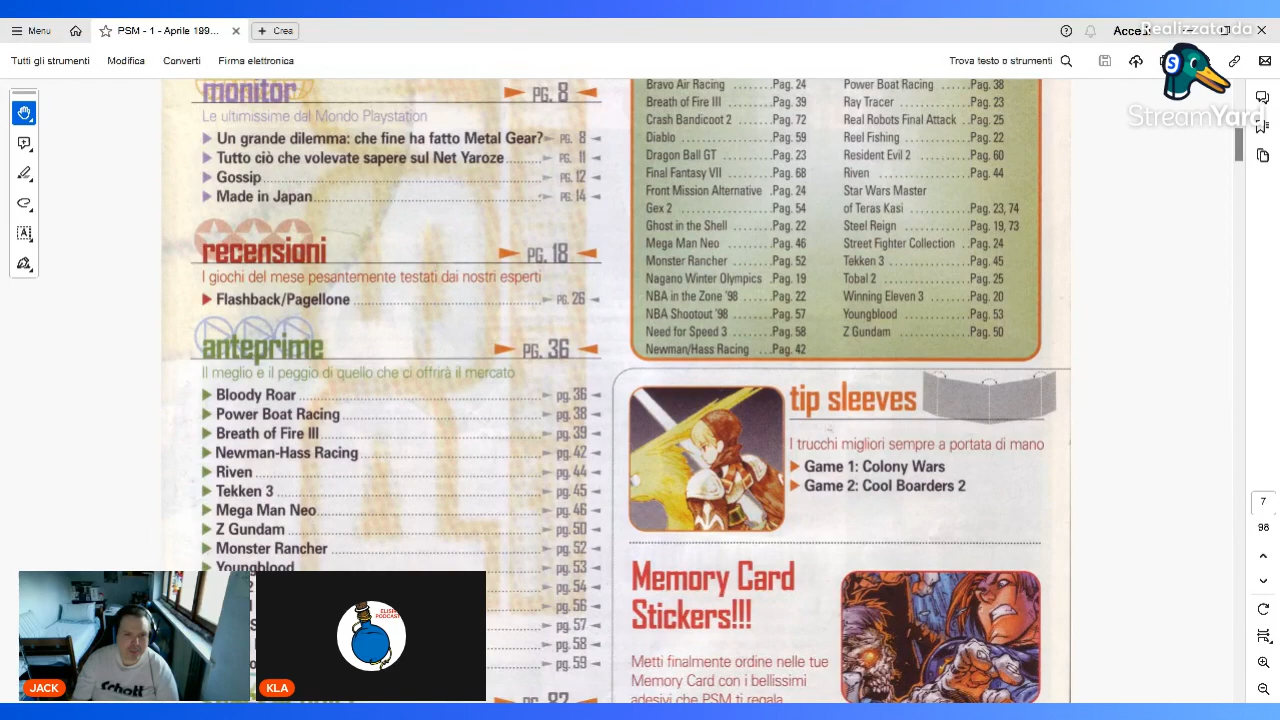 Menu
PSM - 1 - Aprile 199...
Crea
Realizzato da
Tutti gli strumenti
Modifica
Converti
Firma elettronica
Trova testo o strumenti
StreamYard
monitor
PG. 8
Le ultimissime dal Mondo Playstation
Un grande dilemma: che fine ha fatto Metal Gear? PG. 8
Tutto ciò che volevate sapere sul Net Yaroze PG. 11
Gossip PG. 12
Made in Japan PG. 14
recensioni
PG. 18
I giochi del mese pesantemente testati dai nostri esperti
Flashback/Pagellone PG. 26
anteprime
PG. 36
Il meglio e il peggio di quello che ci offrirà il mercato
Bloody Roar pg. 36
Power Boat Racing pg. 38
Breath of Fire III pg. 39
Newman-Hass Racing pg. 42
Riven pg. 44
Tekken 3 pg. 45
Mega Man Neo pg. 46
Z Gundam pg. 50
Monster Rancher pg. 52
Youngblood pg. 53
pg. 54
pg. 56
pg. 57
pg. 58
pg. 59
Bravo Air Racing Pag. 24
Breath of Fire III Pag. 39
Crash Bandicoot 2 Pag. 72
Diablo Pag. 59
Dragon Ball GT Pag. 23
Final Fantasy VII Pag. 68
Front Mission Alternative Pag. 24
Gex 2 Pag. 54
Ghost in the Shell Pag. 22
Mega Man Neo Pag. 46
Monster Rancher Pag. 52
Nagano Winter Olympics Pag. 19
NBA in the Zone '98 Pag. 22
NBA Shootout '98 Pag. 57
Need for Speed 3 Pag. 58
Newman/Hass Racing Pag. 42
Power Boat Racing Pag. 38
Ray Tracer Pag. 23
Real Robots Final Attack Pag. 25
Reel Fishing Pag. 22
Resident Evil 2 Pag. 60
Riven Pag. 44
Star Wars Master
of Teras Kasi Pag. 23, 74
Steel Reign Pag. 19, 73
Street Fighter Collection Pag. 24
Tekken 3 Pag. 45
Tobal 2 Pag. 25
Winning Eleven 3 Pag. 20
Youngblood Pag. 53
Z Gundam Pag. 50
tip sleeves
I trucchi migliori sempre a portata di mano
Game 1: Colony Wars
Game 2: Cool Boarders 2
Memory Card
Stickers!!!
Metti finalmente ordine nelle tue
Memory Card con i bellissimi
adesivi che PSM ti regala
7
98
JACK
KLA
PODCAST